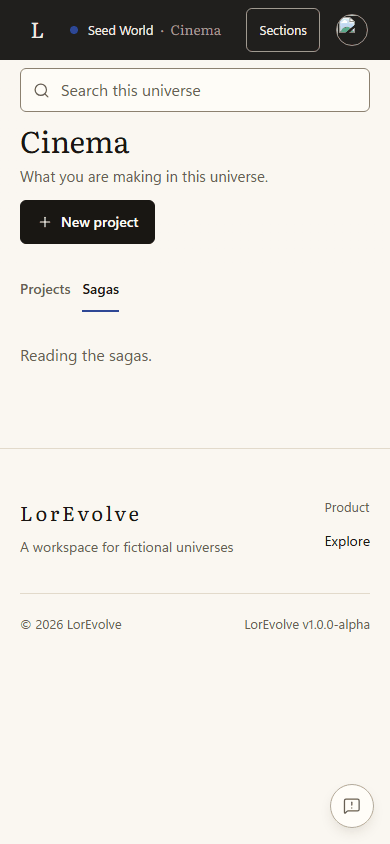 L
Seed World · Cinema
Sections
Search this universe
Cinema
What you are making in this universe.
New project
Projects
Sagas
Reading the sagas.
LorEvolve
A workspace for fictional universes
Product
Explore
© 2026 LorEvolve
LorEvolve v1.0.0-alpha